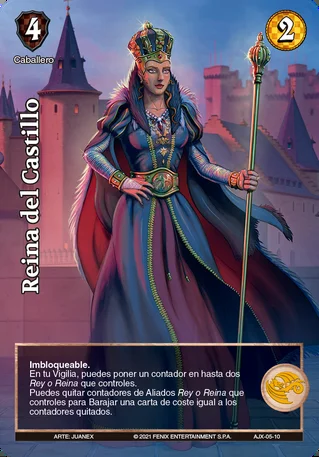 4
2
Caballero
Reina del Castillo
Imbloqueable.
En tu Vigilia, puedes poner un contador en hasta dos
Rey o Reina que controles.
Puedes quitar contadores de Aliados Rey o Reina que
controles para Barajar una carta de coste igual a los
contadores quitados.
ARTE: JUANEX
© 2021 FENIX ENTERTAINMENT S.P.A.
AJX-05-10